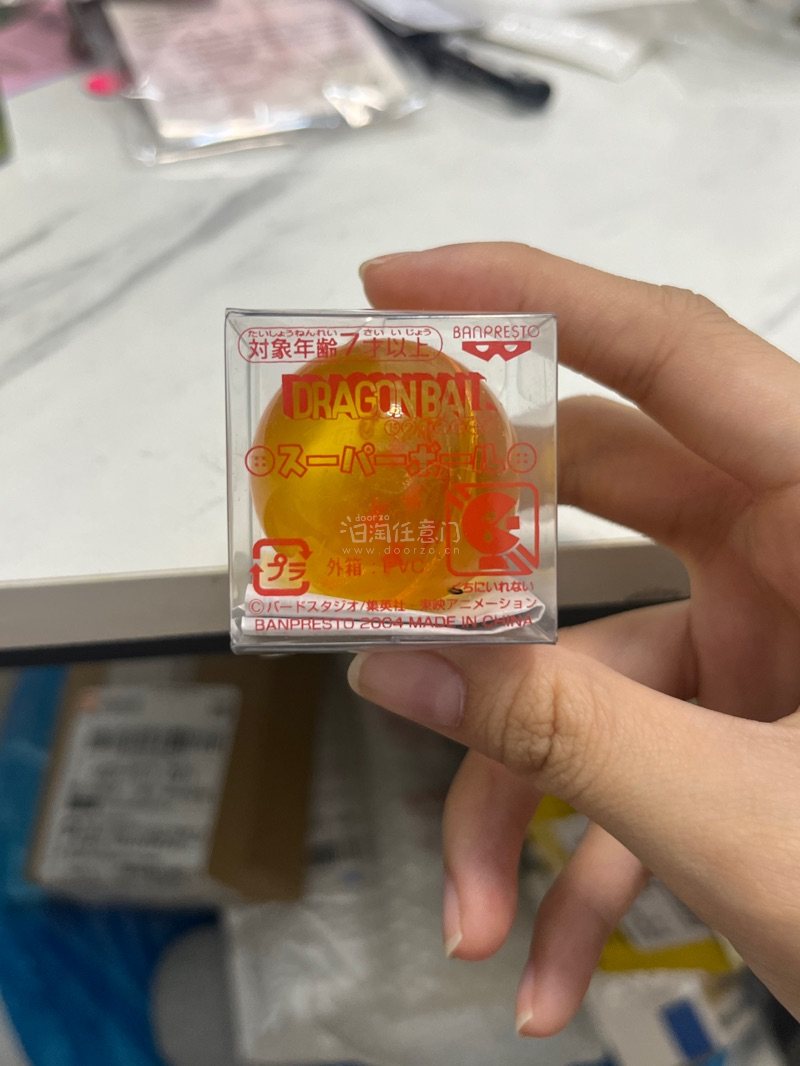 たいしょうねんれい さい いじょう
対象年齢7才以上
BANPRESTO
DRAGONBALL
スーパーボール
doorzo
任意门
www.doorzo.cn
プラ
外箱:PVC
ちにいれない
©バードスタジオ/集英社・東映アニメーション
BANPRESTO 2004 MADE IN CHINA